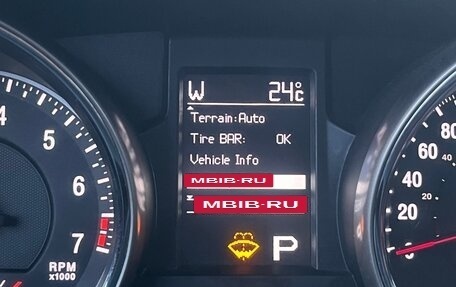 W 24°C
Terrain:Auto
Tire BAR: OK
Vehicle Info
MBIB-RU
MBIB-RU
P
4
5
6
7
RPM
x1000
80
60
40
20
0